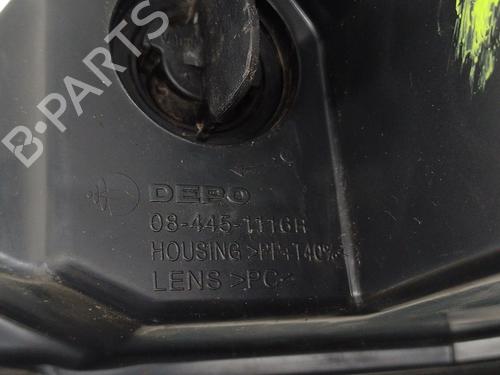 B-PARTS
DEPO
08-445-1116R
HOUSING >PP-T40%<
LENS >PC<